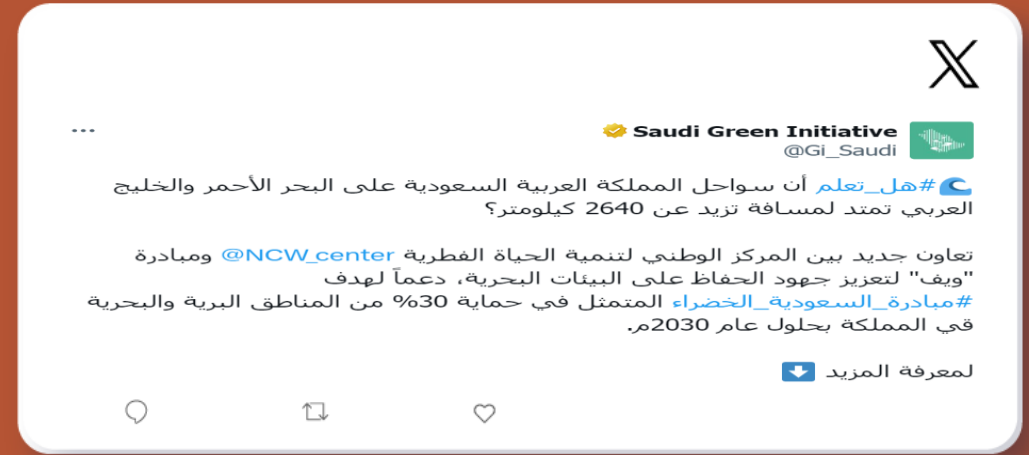 Saudi Green Initiative
@Gi_Saudi
#هل_تعلم أن سواحل المملكة العربية السعودية على البحر الأحمر والخليج
العربي تمتد لمسافة تزيد عن 2640 كيلومتر؟
تعاون جديد بين المركز الوطني لتنمية الحياة الفطرية @NCW_center ومبادرة
"ويف" لتعزيز جهود الحفاظ على البيئات البحرية، دعماً لهدف
#مبادرة_السعودية_الخضراء المتمثل في حماية 30% من المناطق البرية والبحرية
قي المملكة بحلول عام 2030م.
لمعرفة المزيد